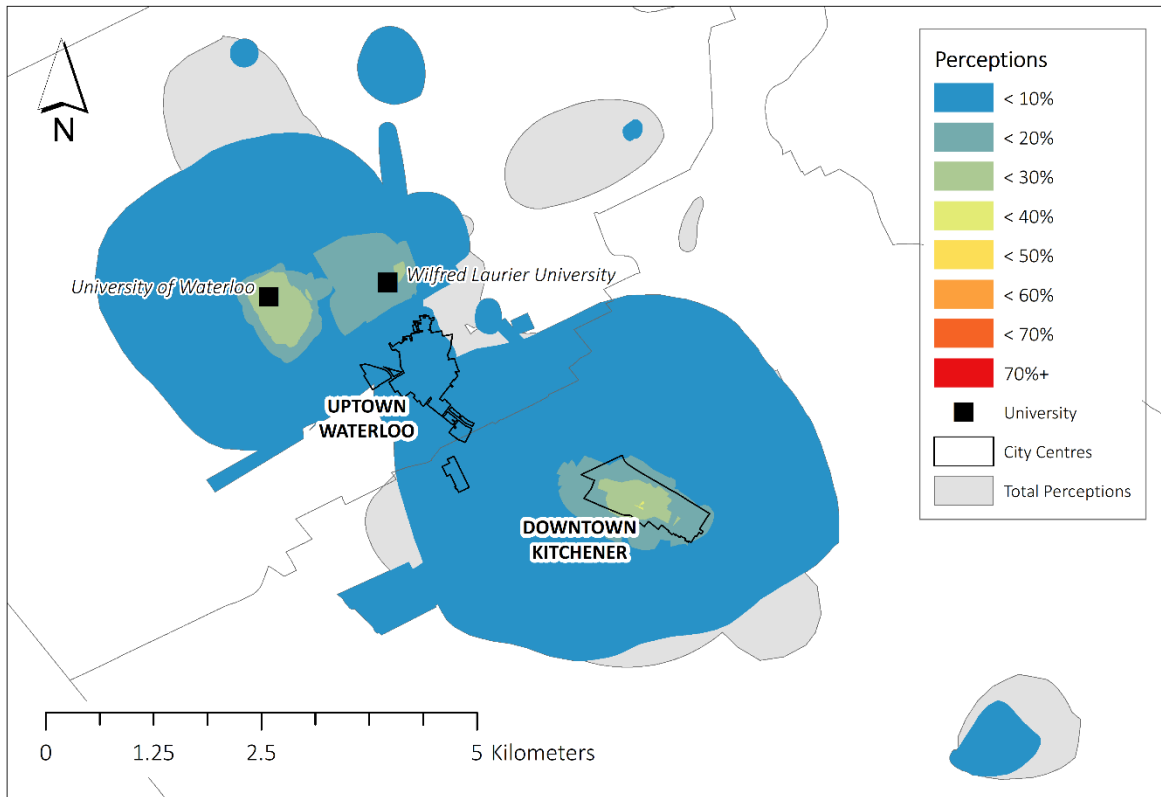 N
University of Waterloo
Wilfred Laurier University
UPTOWN
WATERLOO
DOWNTOWN
KITCHENER
0
1.25
2.5
5 Kilometers
Perceptions
< 10%
< 20%
< 30%
< 40%
< 50%
< 60%
< 70%
70%+
University
City Centres
Total Perceptions